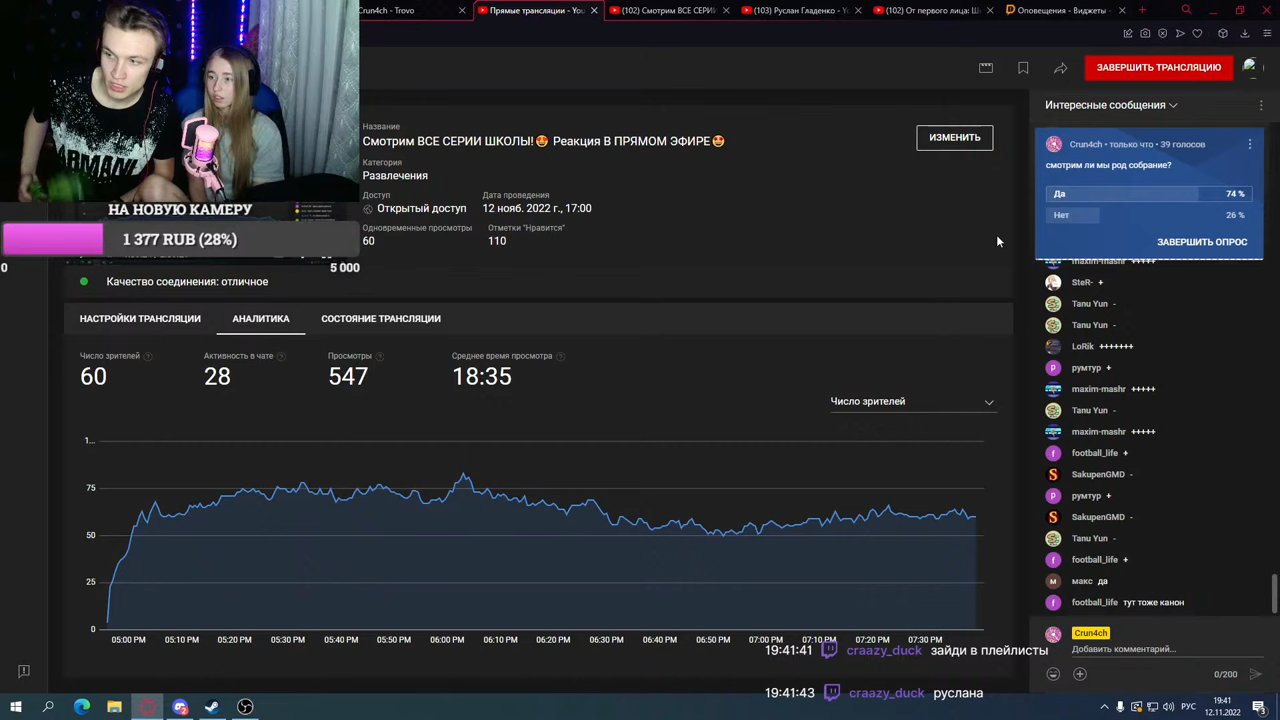 Crun4ch - Trovo
Прямые трансляции - You
(102) Смотрим ВСЕ СЕРИИ
(103) Руслан Гладенко - Yo
(102) От первого лица: Ш
Оповещения - Виджеты
ЗАВЕРШИТЬ ТРАНСЛЯЦИЮ
Название
Смотрим ВСЕ СЕРИИ ШКОЛЫ!🤩 Реакция В ПРЯМОМ ЭФИРЕ🤩
ИЗМЕНИТЬ
Категория
Развлечения
Доступ
Открытый доступ
Дата проведения
12 нояб. 2022 г., 17:00
Одновременные просмотры
60
Отметки "Нравится"
110
НА НОВУЮ КАМЕРУ
1 377 RUB (28%)
0
5 000
Качество соединения: отличное
НАСТРОЙКИ ТРАНСЛЯЦИИ
АНАЛИТИКА
СОСТОЯНИЕ ТРАНСЛЯЦИИ
Число зрителей
60
Активность в чате
28
Просмотры
547
Среднее время просмотра
18:35
Число зрителей
1...
75
50
25
0
05:00 PM 05:10 PM 05:20 PM 05:30 PM 05:40 PM 05:50 PM 06:00 PM 06:10 PM 06:20 PM 06:30 PM 06:40 PM 06:50 PM 07:00 PM 07:10 PM 07:20 PM 07:30 PM
Интересные сообщения
Crun4ch • только что • 39 голосов
смотрим ли мы род собрание?
Да 74 %
Нет 26 %
ЗАВЕРШИТЬ ОПРОС
maxim-mashr +++++
SteR- +
Tanu Yun -
Tanu Yun -
LoRik +++++++
румтур +
maxim-mashr +++++
Tanu Yun -
maxim-mashr +++++
football_life +
SakupenGMD -
румтур +
SakupenGMD -
Tanu Yun -
football_life +
макс да
football_life тут тоже канон
Crun4ch
Добавить комментарий...
0/200
19:41:41 craazy_duck зайди в плейлисты
19:41:43 craazy_duck руслана
РУС
19:41
12.11.2022